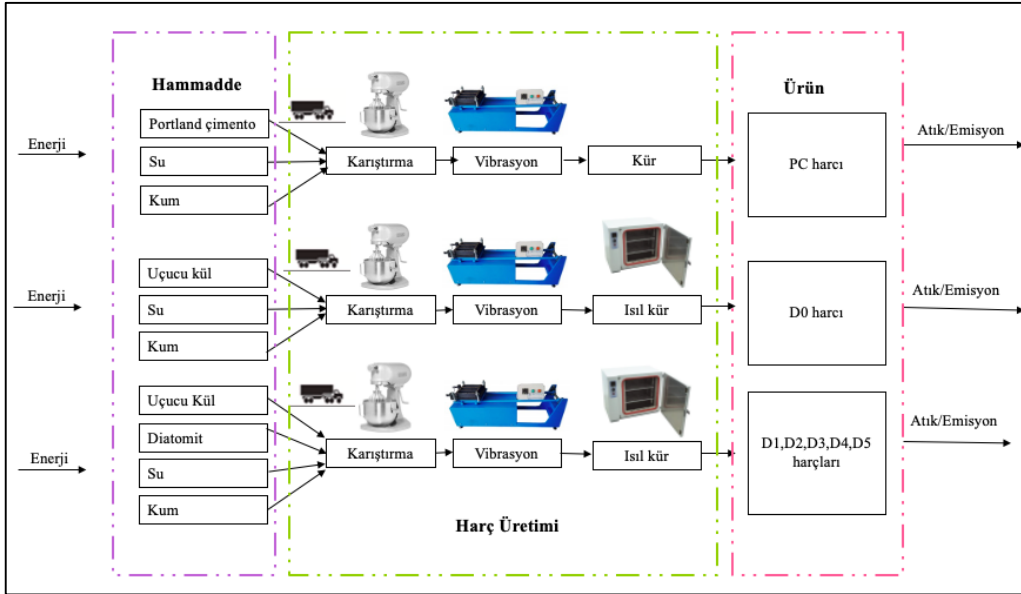 Hammadde
Ürün
Enerji
Portland çimento
Su
Kum
Karıştırma
Vibrasyon
Kür
PC harcı
Atık/Emisyon
Enerji
Uçucu kül
Su
Kum
Karıştırma
Vibrasyon
Isıl kür
D0 harcı
Atık/Emisyon
Enerji
Uçucu Kül
Diatomit
Su
Kum
Karıştırma
Vibrasyon
Isıl kür
D1,D2,D3,D4,D5
harçları
Atık/Emisyon
Harç Üretimi